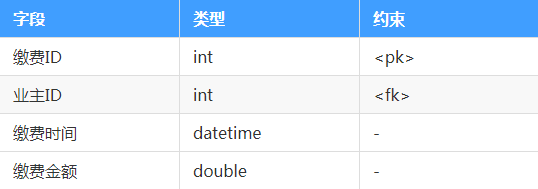 字段 类型 约束
缴费ID int <pk>
业主ID int <fk>
缴费时间 datetime -
缴费金额 double -